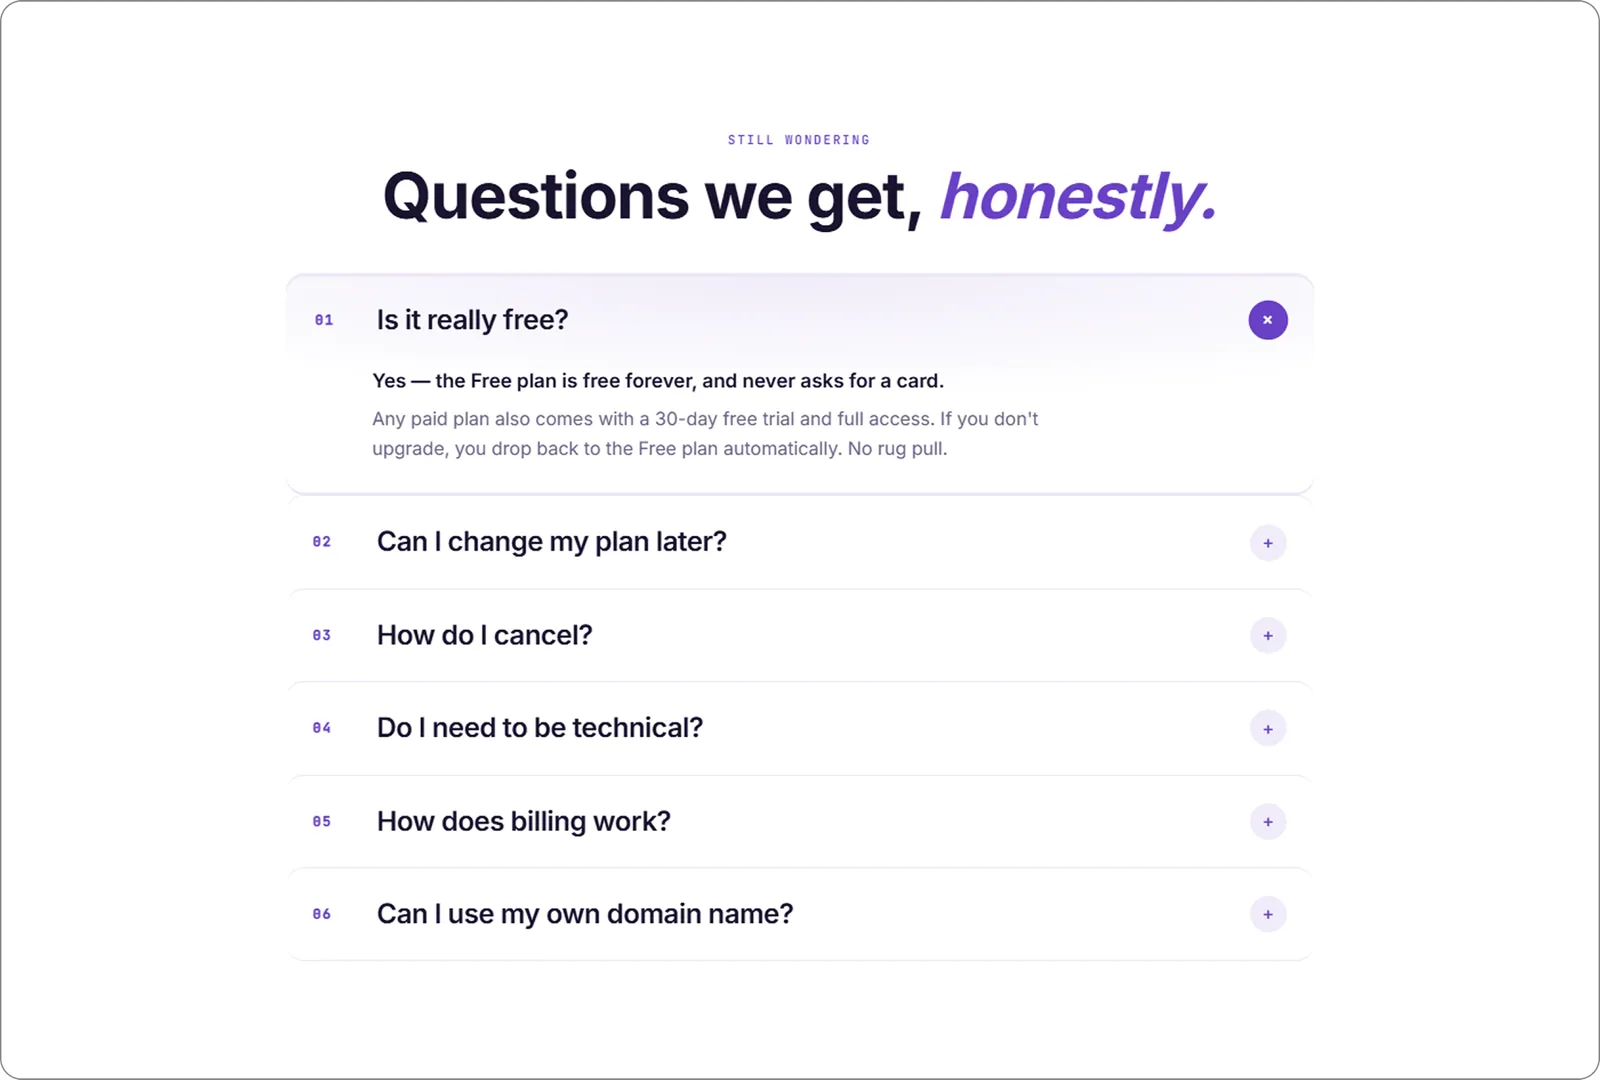 STILL WONDERING
Questions we get, honestly.
01 Is it really free? ×
Yes — the Free plan is free forever, and never asks for a card.
Any paid plan also comes with a 30-day free trial and full access. If you don't
upgrade, you drop back to the Free plan automatically. No rug pull.
02 Can I change my plan later? +
03 How do I cancel? +
04 Do I need to be technical? +
05 How does billing work? +
06 Can I use my own domain name? +